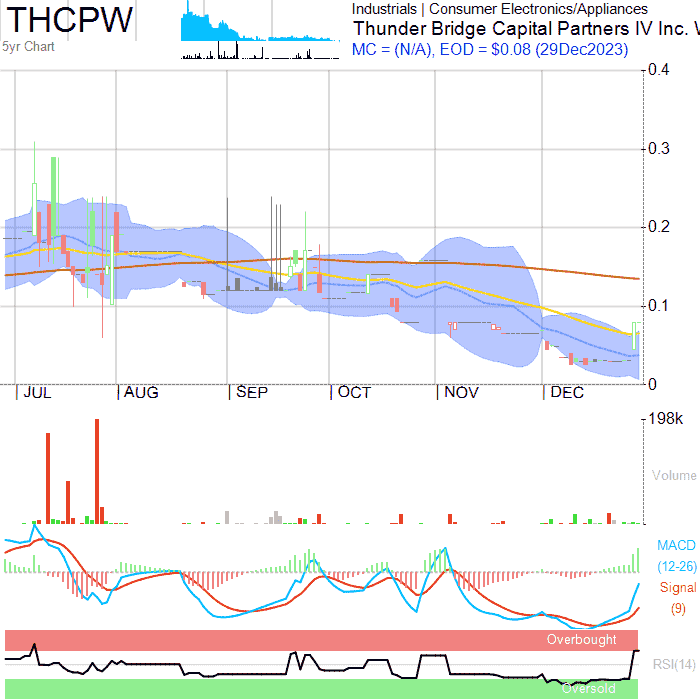 THCPW
Industrials | Consumer Electronics/Appliances
Thunder Bridge Capital Partners IV Inc. W
5yr Chart
MC = (N/A), EOD = $0.08 (29Dec2023)
0.4
0.3
0.2
0.1
0
JUL AUG SEP OCT NOV DEC
198k
Volume
MACD
(12-26)
Signal
(9)
Overbought
RSI(14)
Oversold